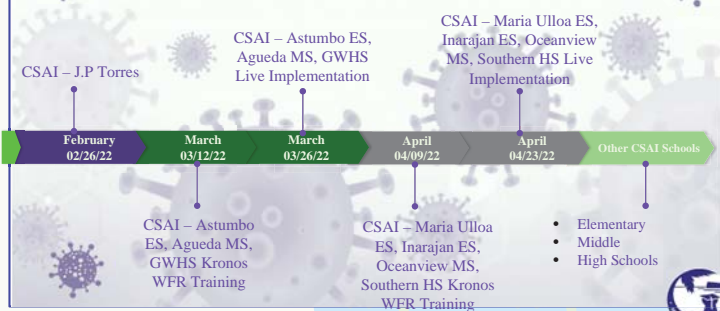 CSAI – J.P Torres
CSAI – Astumbo ES,
Agueda MS, GWHS
Live Implementation
CSAI – Maria Ulloa ES,
Inarajan ES, Oceanview
MS, Southern HS Live
Implementation
February
02/26/22
March
03/12/22
March
03/26/22
April
04/09/22
April
04/23/22
Other CSAI Schools
CSAI – Astumbo
ES, Agueda MS,
GWHS Kronos
WFR Training
CSAI – Maria Ulloa
ES, Inarajan ES,
Oceanview MS,
Southern HS Kronos
WFR Training
• Elementary
• Middle
• High Schools